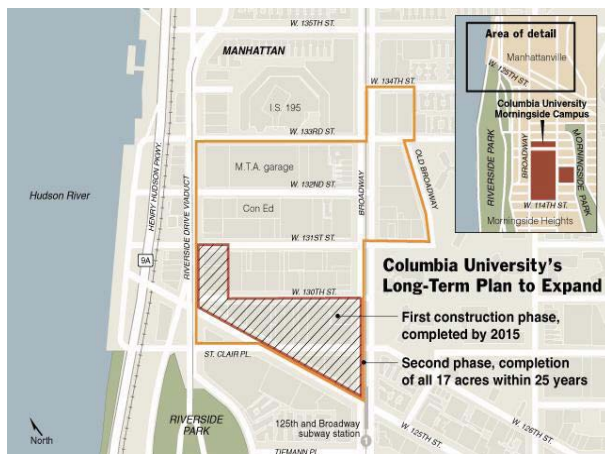 W. 135TH ST.
MANHATTAN
W. 134TH ST.
I.S. 195
W. 133RD ST.
M.T.A. garage
W. 132ND ST.
Con Ed
W. 131ST ST.
W. 130TH ST.
ST. CLAIR PL.
Hudson River
HENRY HUDSON PKWY.
9A
RIVERSIDE DRIVE VIADUCT
BROADWAY
OLD BROADWAY
RIVERSIDE
PARK
North
125th and Broadway
subway station
1
TIEMANN PL.
W. 125TH ST.
W. 126TH ST.
Area of detail
Manhattanville
W. 125TH ST.
Columbia University
Morningside Campus
RIVERSIDE PARK
BROADWAY
MORNINGSIDE
PARK
W. 114TH ST.
Morningside Heights
Columbia University's
Long-Term Plan to Expand
First construction phase,
completed by 2015
Second phase, completion
of all 17 acres within 25 years